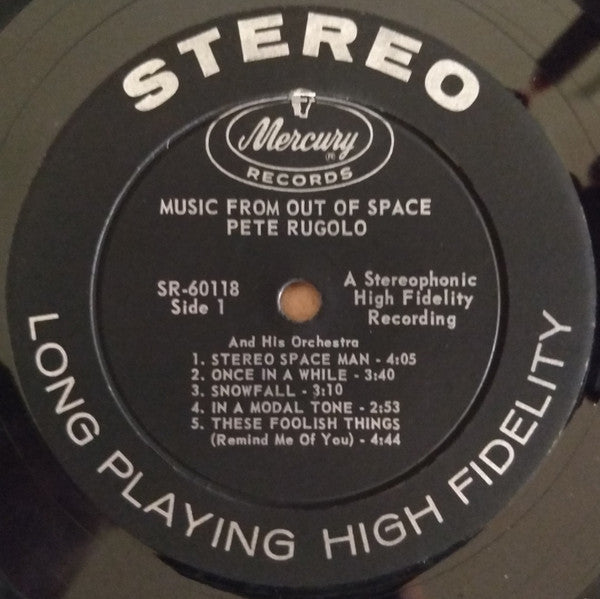 STEREO
Mercury
®
RECORDS
MUSIC FROM OUT OF SPACE
PETE RUGOLO
SR-60118
Side 1
A Stereophonic
High Fidelity
Recording
And His Orchestra
1. STEREO SPACE MAN - 4:05
2. ONCE IN A WHILE - 3:40
3. SNOWFALL - 3:10
4. IN A MODAL TONE - 2:53
5. THESE FOOLISH THINGS
(Remind Me Of You) - 4:44
LONG PLAYING HIGH FIDELITY